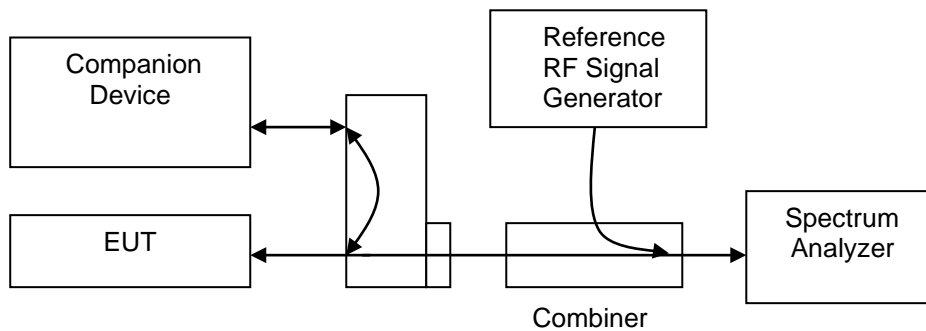 Companion
Device
Reference
RF Signal
Generator
EUT
Spectrum
Analyzer
Combiner